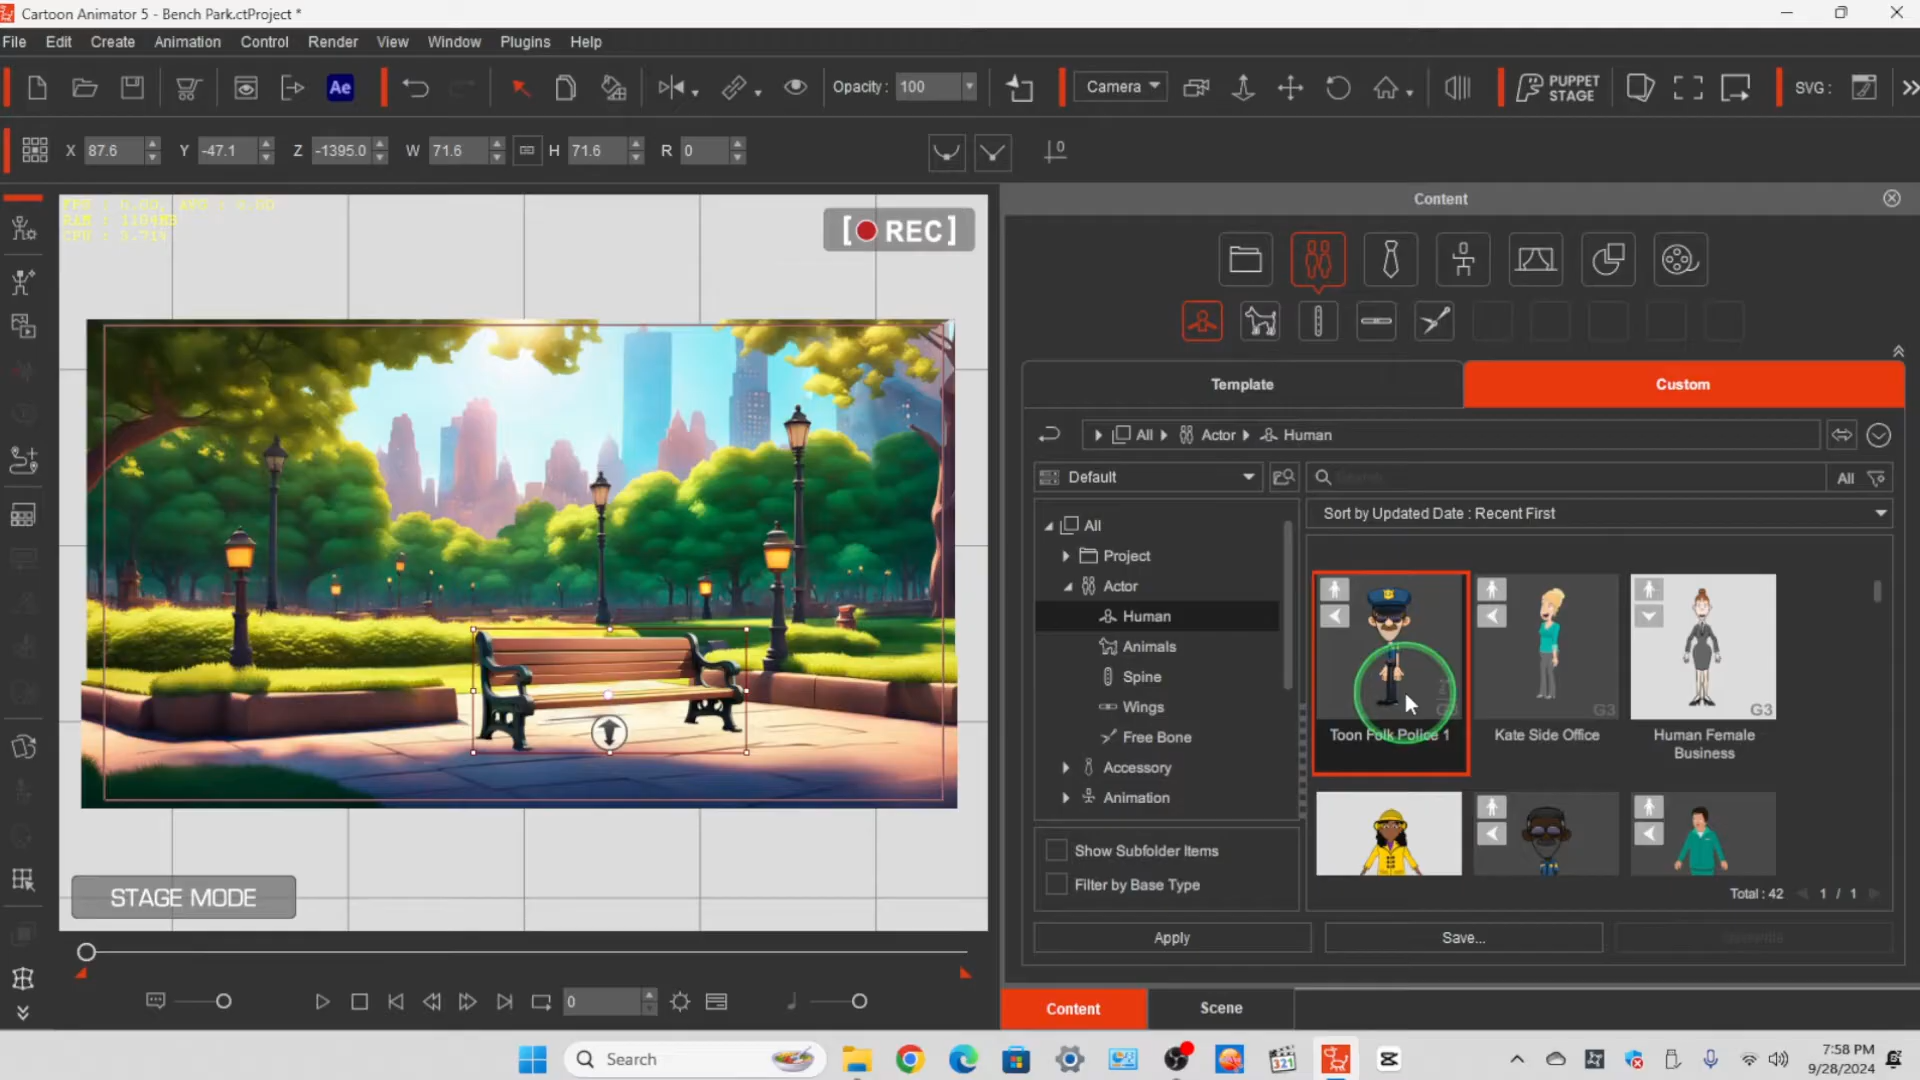 Cartoon Animator 5 - Bench Park.ctProject *
File Edit Create Animation Control Render View Window Plugins Help
Ae Opacity : 100 Camera PUPPET STAGE SVG :
X 87.6 Y -47.1 Z -1395.0 W 71.6 H 71.6 R 0 0
Content
[ REC]
Template Custom
All Actor Human
Default Search All
Sort by Updated Date : Recent First
All
Project
Actor
Human
Animals
Spine
Wings
Free Bone
Accessory
Animation
G3 G3 G3
Toon Folk Police 1 Kate Side Office Human Female
Business
Show Subfolder Items
Filter by Base Type
Total : 42 1 / 1
STAGE MODE
Apply Save... Overwrite
0
Content Scene
Search
321
7:58 PM
9/28/2024